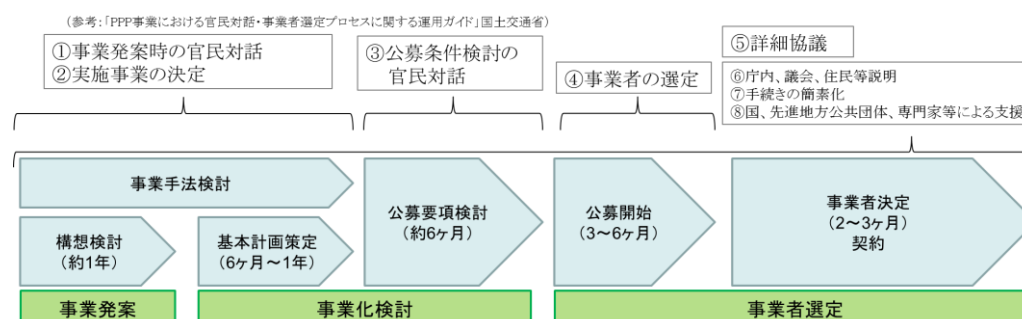 （参考：「PPP事業における官民対話・事業者選定プロセスに関する運用ガイド」国土交通省）
①事業発案時の官民対話
②実施事業の決定
③公募条件検討の
官民対話
④事業者の選定
⑤詳細協議
⑥庁内、議会、住民等説明
⑦手続きの簡素化
⑧国、先進地方公共団体、専門家等による支援
事業手法検討
構想検討
（約1年）
基本計画策定
（6ヶ月～1年）
公募要項検討
（約6ヶ月）
公募開始
（3～6ヶ月）
事業者決定
（2～3ヶ月）
契約
事業発案
事業化検討
事業者選定